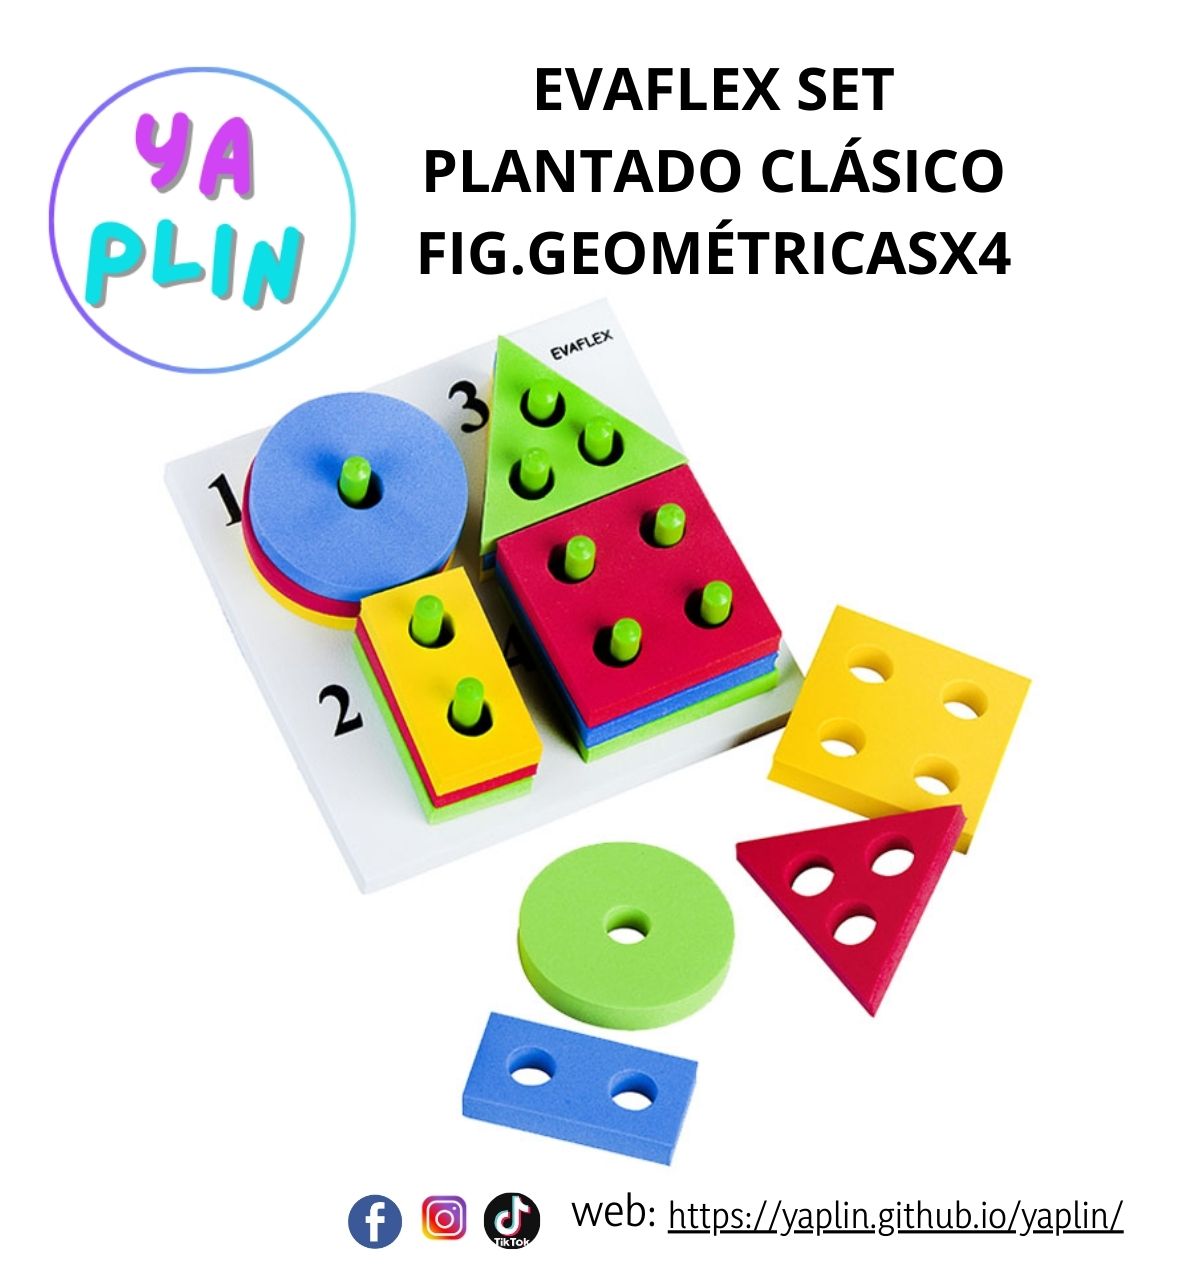 YA
PLIN
EVAFLEX SET
PLANTADO CLÁSICO
FIG.GEOMÉTRICASX4
EVAFLEX
1
3
2
TikTok
web: https://yaplin.github.io/yaplin/